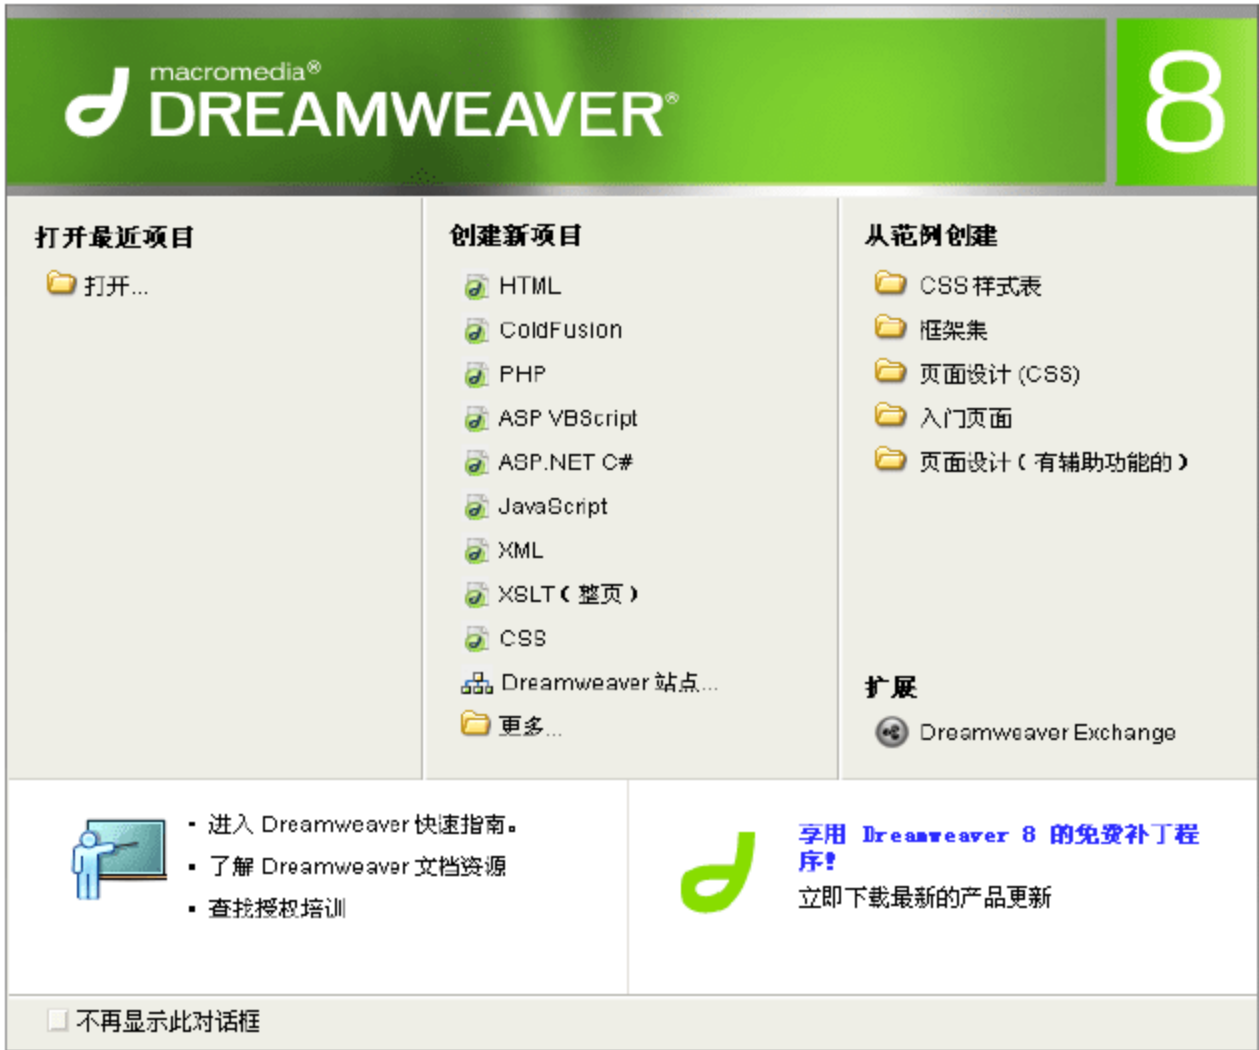 macromedia®
DREAMWEAVER®
8
打开最近项目
打开...
创建新项目
HTML
ColdFusion
PHP
ASP VBScript
ASP.NET C#
JavaScript
XML
XSLT（整页）
CSS
Dreamweaver 站点...
更多...
从范例创建
CSS 样式表
框架集
页面设计 (CSS)
入门页面
页面设计（有辅助功能的）
扩展
Dreamweaver Exchange
▪ 进入 Dreamweaver 快速指南。
▪ 了解 Dreamweaver 文档资源
▪ 查找授权培训
享用 Dreamweaver 8 的免费补丁程
序!
立即下载最新的产品更新
不再显示此对话框